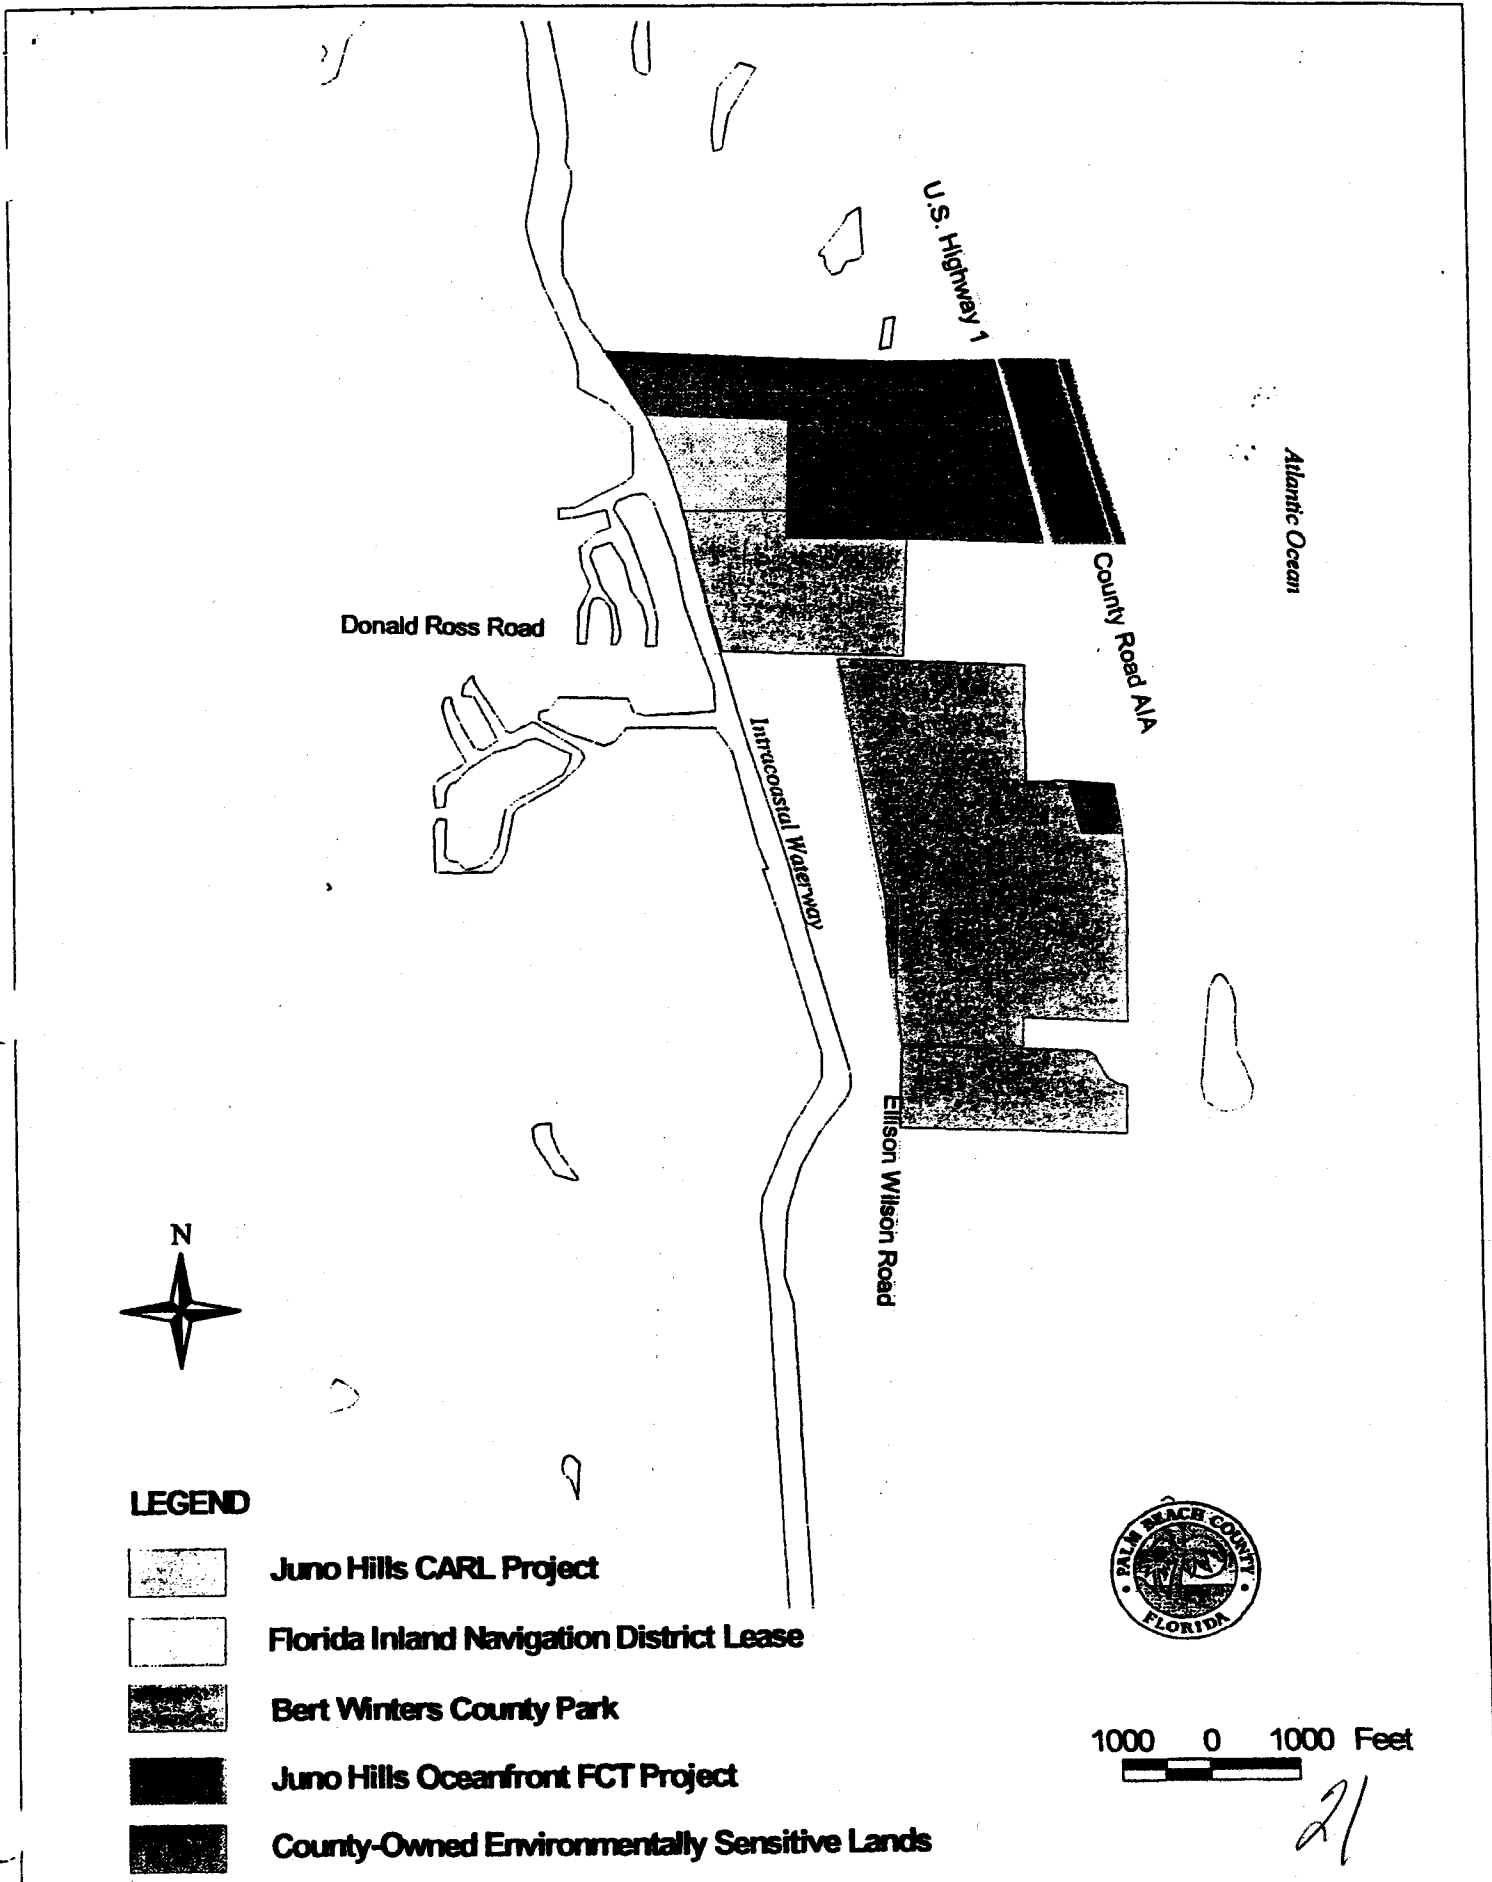 U.S. Highway 1
Atlantic Ocean
County Road A1A
Donald Ross Road
Intracoastal Waterway
Ellison Wilson Road
N
LEGEND
Juno Hills CARL Project
Florida Inland Navigation District Lease
Bert Winters County Park
Juno Hills Oceanfront FCT Project
County-Owned Environmentally Sensitive Lands
PALM BEACH COUNTY
FLORIDA
1000 0 1000 Feet
21